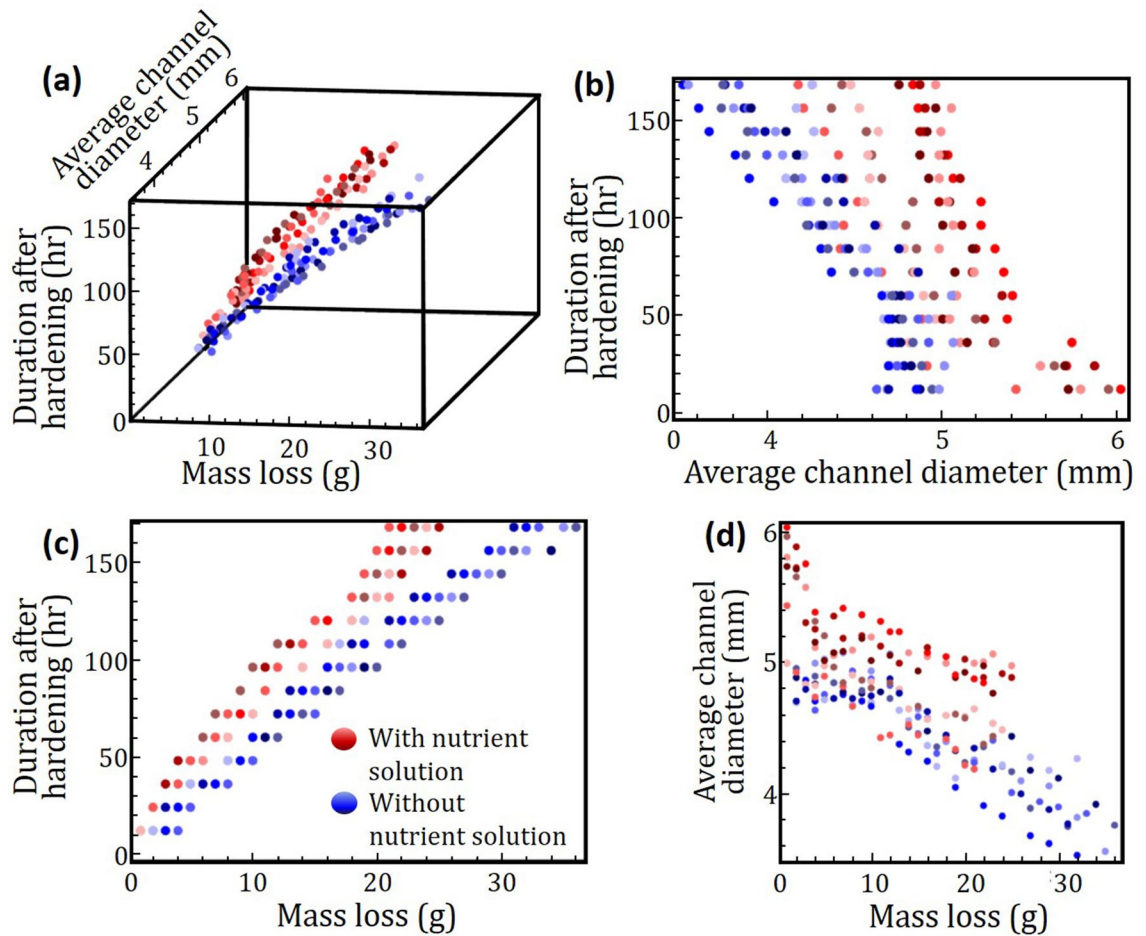 (a)
Average channel
diameter (mm)
4
5
6
Duration after
hardening (hr)
150
100
50
0
10
20
30
Mass loss (g)
(b)
Duration after
hardening (hr)
150
100
50
0
0
4
5
6
Average channel diameter (mm)
(c)
Duration after
hardening (hr)
150
100
50
0
With nutrient
solution
Without
nutrient solution
0
10
20
30
Mass loss (g)
(d)
Average channel
diameter (mm)
6
5
4
0
10
20
30
Mass loss (g)